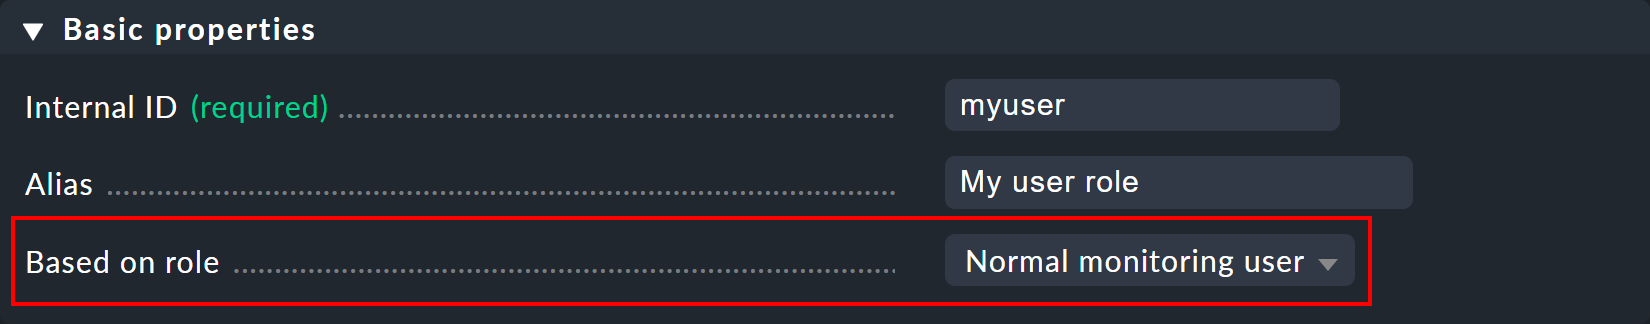 Basic properties
Internal ID (required) myuser
Alias My user role
Based on role Normal monitoring user